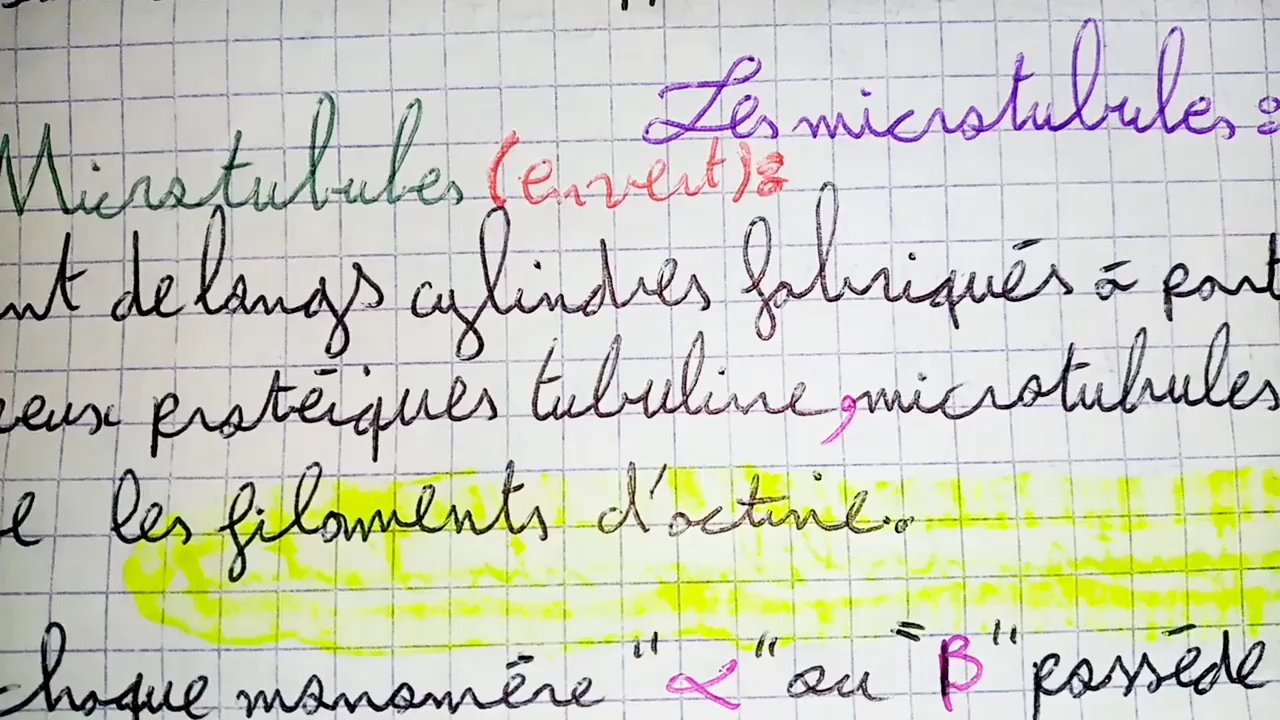 Les microtubules :
Microtubules (en vert) :
nt de longs cylindres fabriqués à part
eux protéiques tubuline, microtubules
e les filaments d'actine.
chaque monomère "α" ou "β" possède